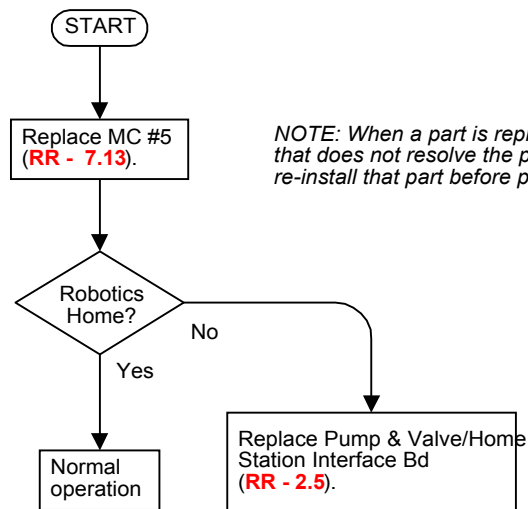 START
Replace MC #5
(RR - 7.13).
NOTE: When a part is
that does not resolve the
re-install that part before
Robotics
Home?
No
Yes
Normal
operation
Replace Pump & Valve/Home
Station Interface Bd
(RR - 2.5).